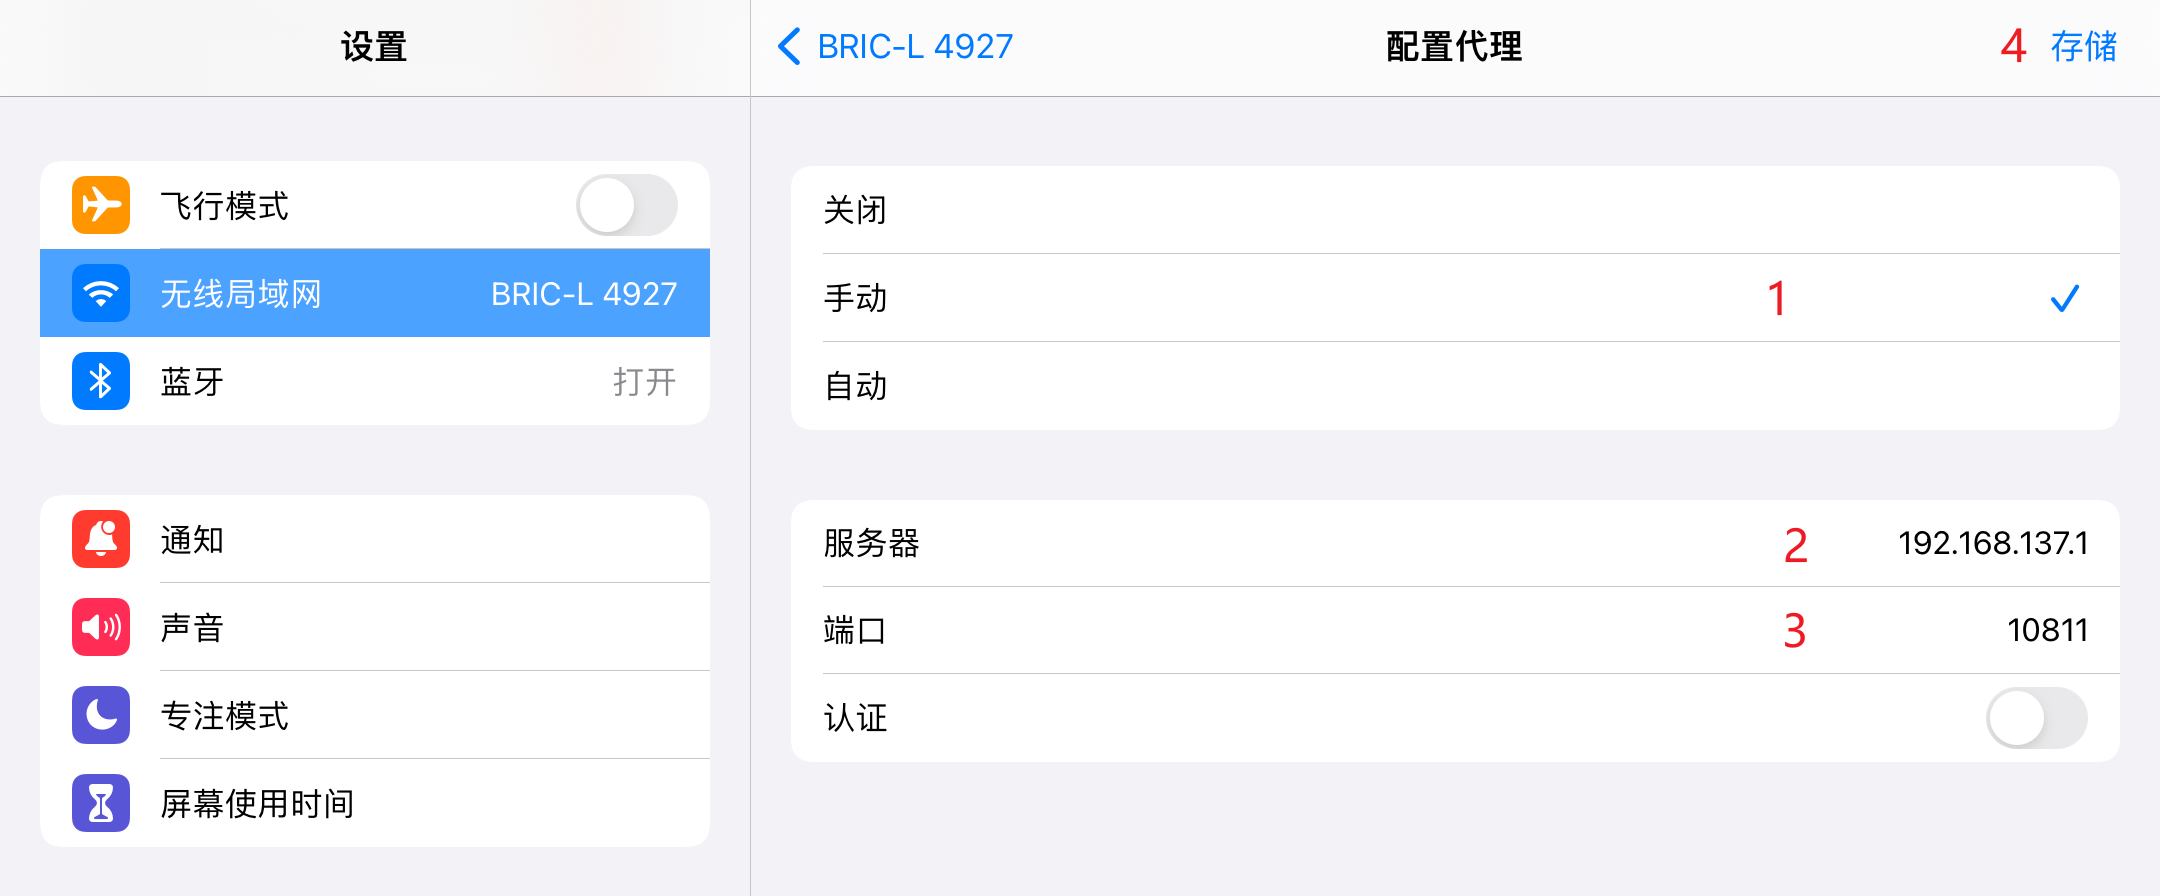 设置
飞行模式
无线局域网 BRIC-L 4927
蓝牙 打开
通知
声音
专注模式
屏幕使用时间
BRIC-L 4927 配置代理 4 存储
关闭
手动 1
自动
服务器 2 192.168.137.1
端口 3 10811
认证